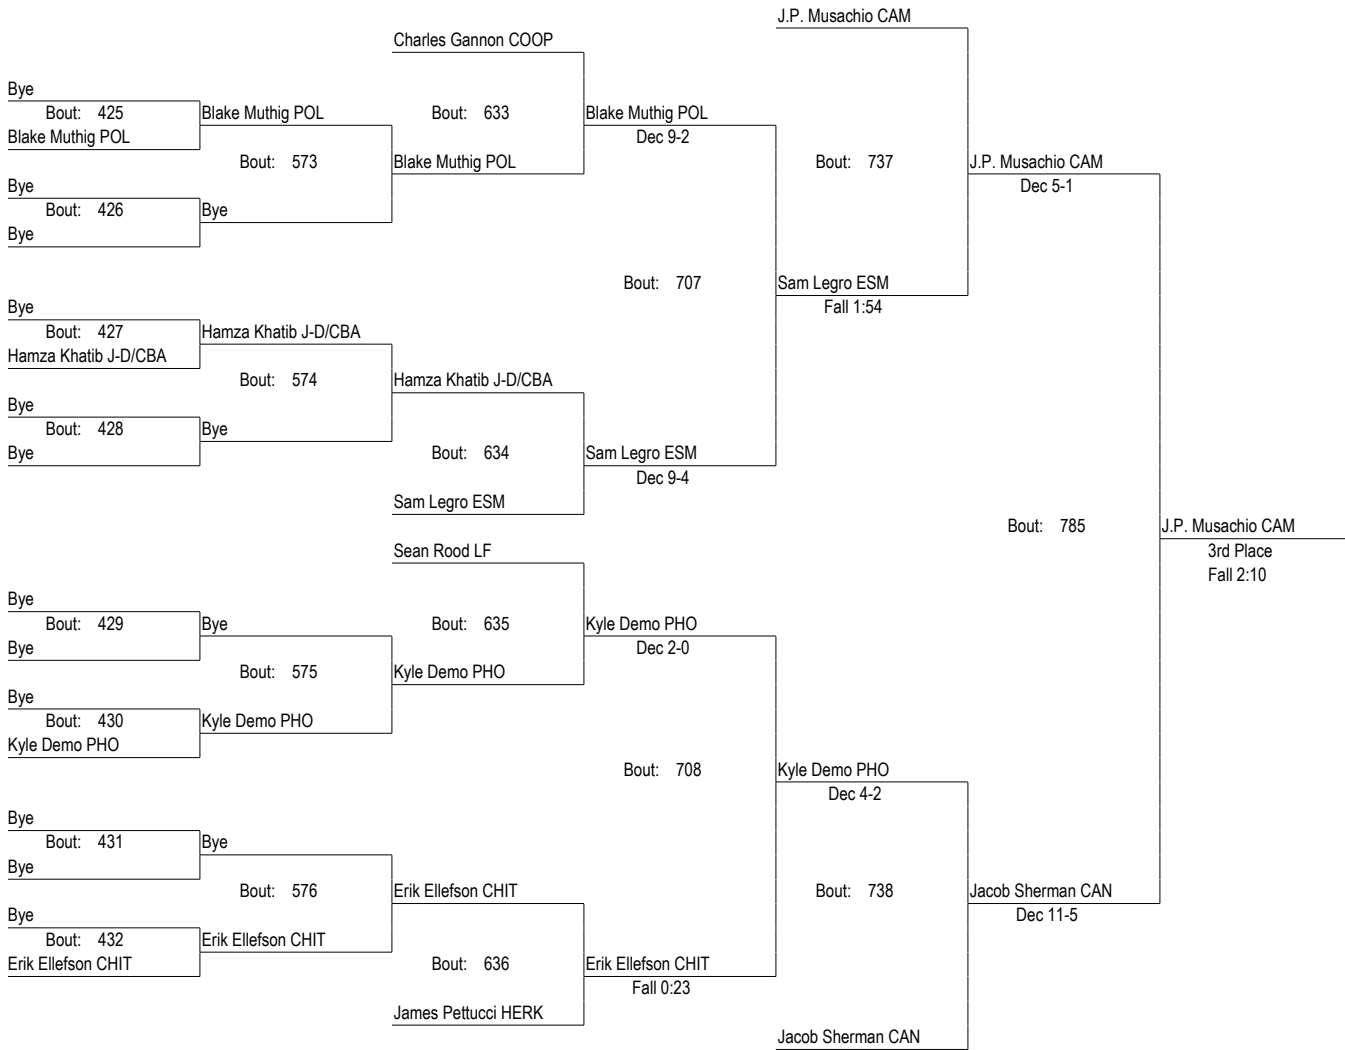 J.P. Musachio CAM
Charles Gannon COOP
Bye
Bout: 425
Blake Muthig POL
Bout: 633
Blake Muthig POL
Blake Muthig POL
Dec 9-2
Bout: 573
Blake Muthig POL
Bout: 737
J.P. Musachio CAM
Bye
Dec 5-1
Bout: 426
Bye
Bye
Bout: 707
Sam Legro ESM
Bye
Fall 1:54
Bout: 427
Hamza Khatib J-D/CBA
Hamza Khatib J-D/CBA
Bout: 574
Hamza Khatib J-D/CBA
Bye
Bout: 428
Bye
Bye
Bout: 634
Sam Legro ESM
Dec 9-4
Sam Legro ESM
Bout: 785
J.P. Musachio CAM
Sean Rood LF
3rd Place
Fall 2:10
Bye
Bout: 429
Bye
Bout: 635
Kyle Demo PHO
Bye
Dec 2-0
Bout: 575
Kyle Demo PHO
Bye
Bout: 430
Kyle Demo PHO
Kyle Demo PHO
Bout: 708
Kyle Demo PHO
Dec 4-2
Bye
Bout: 431
Bye
Bye
Bout: 576
Erik Ellefson CHIT
Bout: 738
Jacob Sherman CAN
Bye
Dec 11-5
Bout: 432
Erik Ellefson CHIT
Erik Ellefson CHIT
Bout: 636
Erik Ellefson CHIT
Fall 0:23
James Pettucci HERK
Jacob Sherman CAN